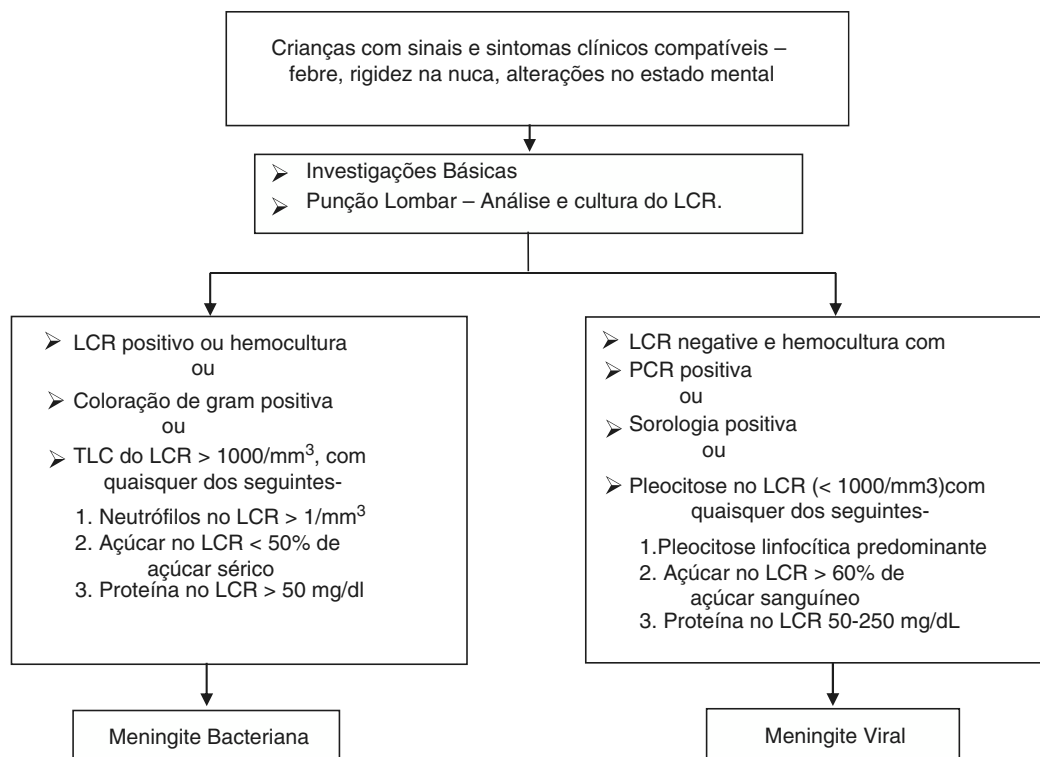 Crianças com sinais e sintomas clínicos compatíveis –
febre, rigidez na nuca, alterações no estado mental
➢ Investigações Básicas
➢ Punção Lombar – Análise e cultura do LCR.
➢ LCR positivo ou hemocultura
ou
➢ Coloração de gram positiva
ou
➢ TLC do LCR > 1000/mm³, com
quaisquer dos seguintes-
1. Neutrófilos no LCR > 1/mm³
2. Açúcar no LCR < 50% de
açúcar sérico
3. Proteína no LCR > 50 mg/dl
Meningite Bacteriana
➢ LCR negative e hemocultura com
➢ PCR positiva
ou
➢ Sorologia positiva
ou
➢ Pleocitose no LCR (< 1000/mm3)com
quaisquer dos seguintes-
1.Pleocitose linfocítica predominante
2. Açúcar no LCR > 60% de
açúcar sanguíneo
3. Proteína no LCR 50-250 mg/dL
Meningite Viral